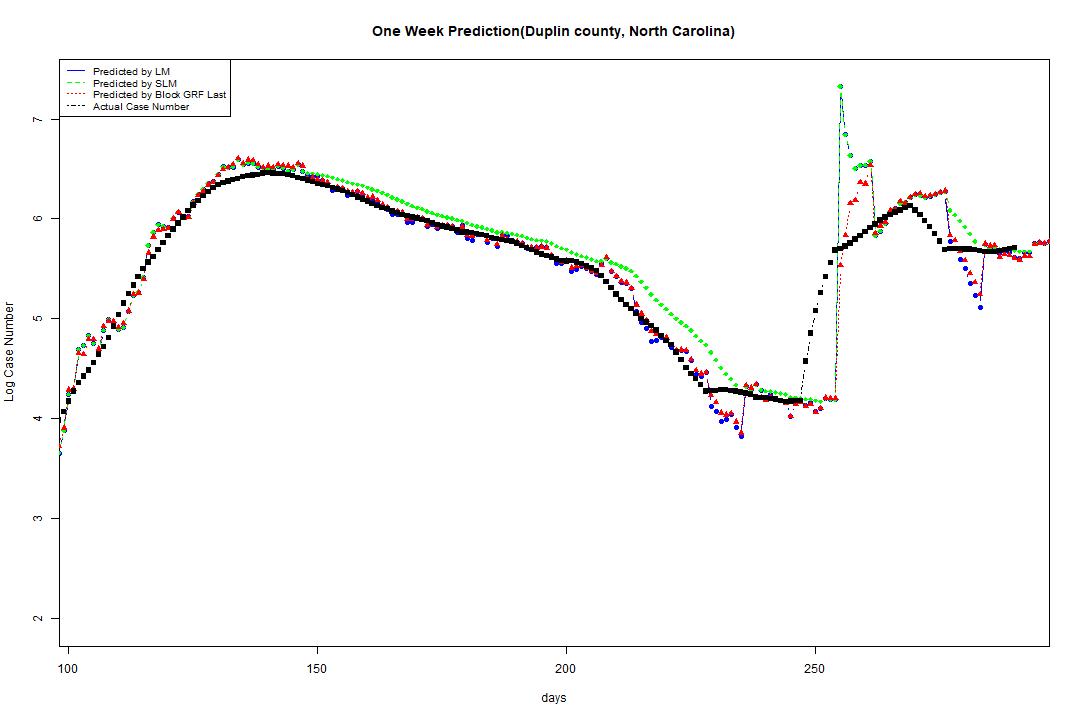 One Week Prediction(Duplin county, North Carolina)
Predicted by LM
Predicted by SLM
Predicted by Block GRF Last
Actual Case Number
7
6
5
4
3
2
Log Case Number
100 150 200 250
days